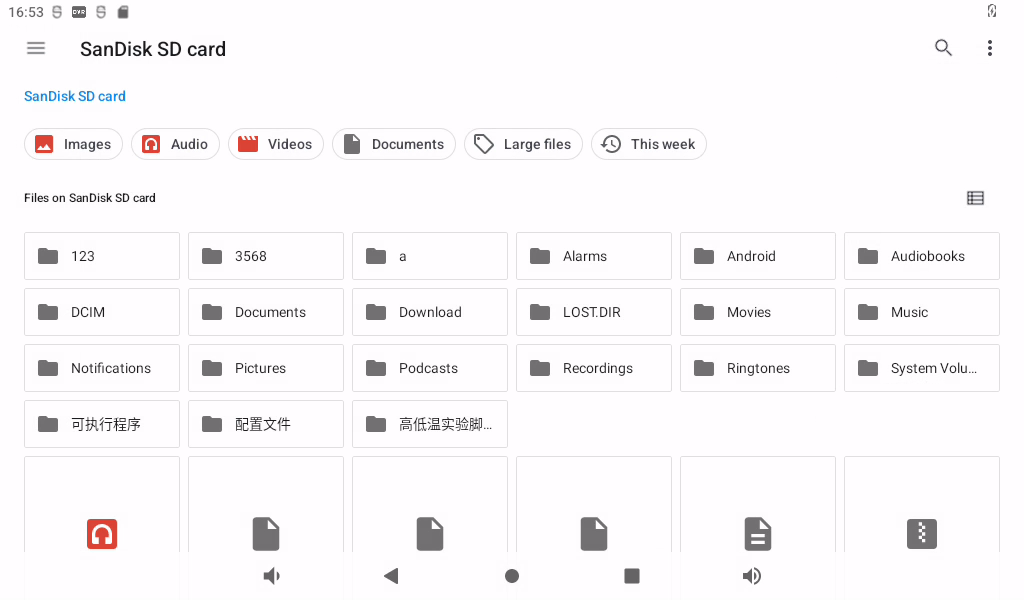 16:53 DVR
SanDisk SD card
SanDisk SD card
Images Audio Videos Documents Large files This week
Files on SanDisk SD card
123 3568 a Alarms Android Audiobooks
DCIM Documents Download LOST.DIR Movies Music
Notifications Pictures Podcasts Recordings Ringtones System Volu...
可执行程序 配置文件 高低温实验脚...